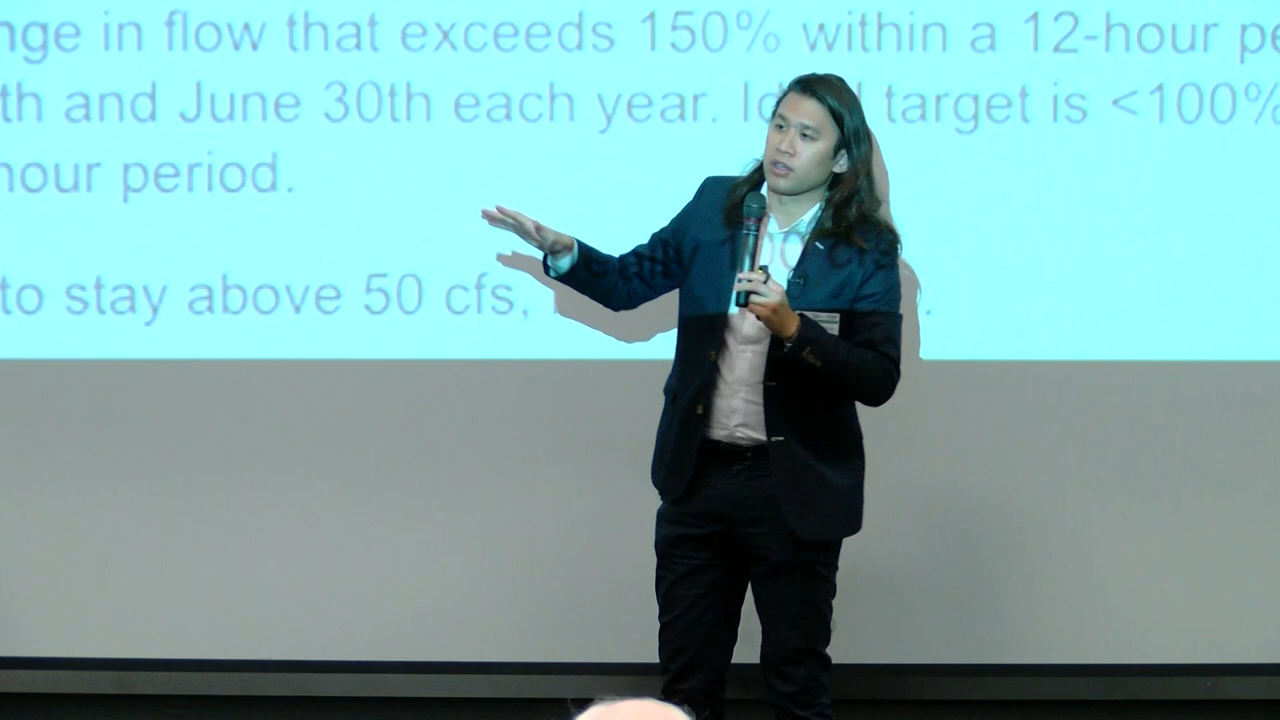 nge in flow that exceeds 150% within a 12-hour pe
th and June 30th each year. target is <100%
hour period.
to stay above 50 cfs,